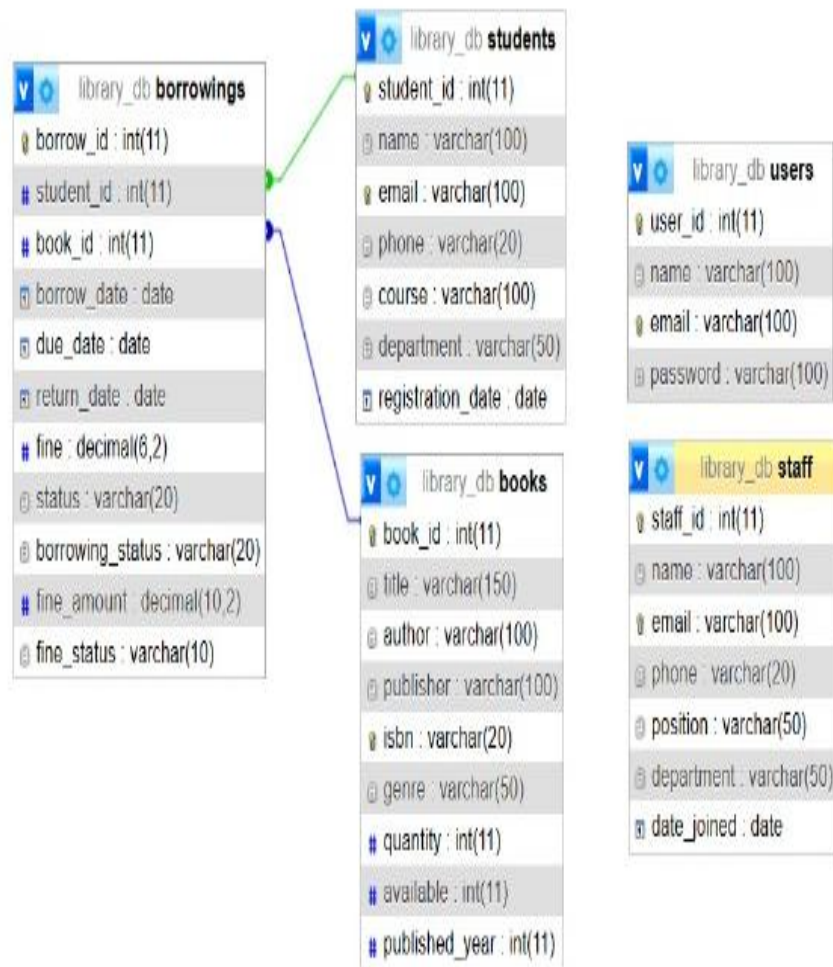 library_db borrowings
borrow_id : int(11)
student_id : int(11)
book_id : int(11)
borrow_date : date
due_date : date
return_date : date
fine : decimal(6,2)
status : varchar(20)
borrowing_status : varchar(20)
fine_amount : decimal(10,2)
fine_status : varchar(10)
library_db students
student_id : int(11)
name : varchar(100)
email : varchar(100)
phone : varchar(20)
course : varchar(100)
department : varchar(50)
registration_date : date
library_db books
book_id : int(11)
title : varchar(150)
author : varchar(100)
publisher : varchar(100)
isbn : varchar(20)
genre : varchar(50)
quantity : int(11)
available : int(11)
published_year : int(11)
library_db users
user_id : int(11)
name : varchar(100)
email : varchar(100)
password : varchar(100)
library_db staff
staff_id : int(11)
name : varchar(100)
email : varchar(100)
phone : varchar(20)
position : varchar(50)
department : varchar(50)
date_joined : date